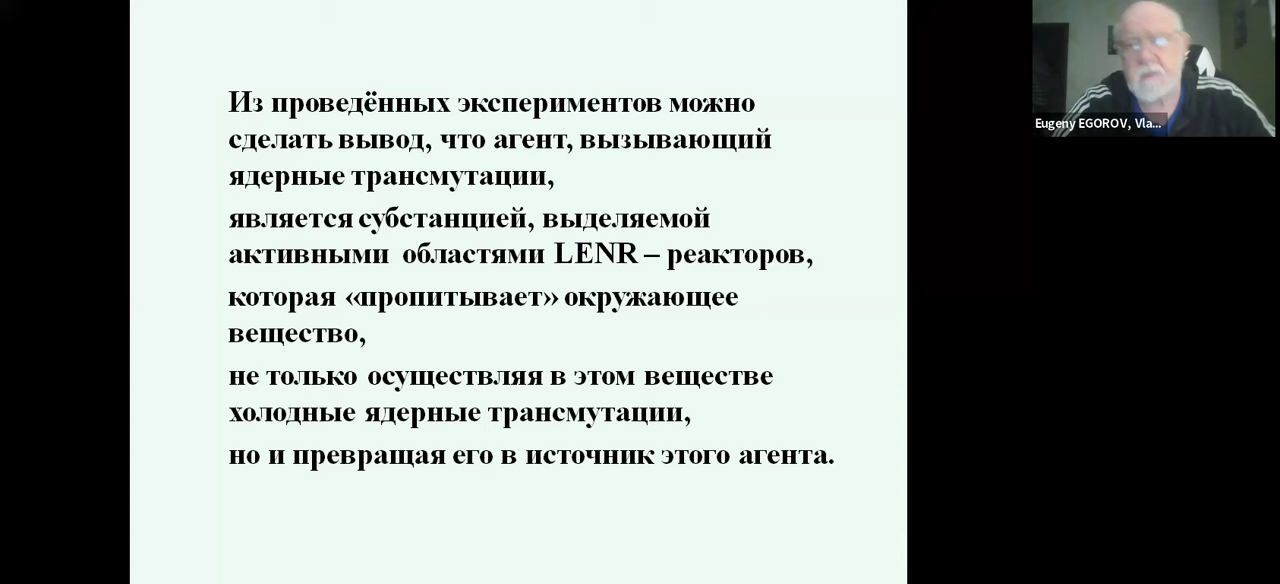 Из проведённых экспериментов можно
сделать вывод, что агент, вызывающий
ядерные трансмутации,
является субстанцией, выделяемой
активными областями LENR – реакторов,
которая «пропитывает» окружающее
вещество,
не только осуществляя в этом веществе
холодные ядерные трансмутации,
но и превращая его в источник этого агента.
Eugeny EGOROV, Vla...